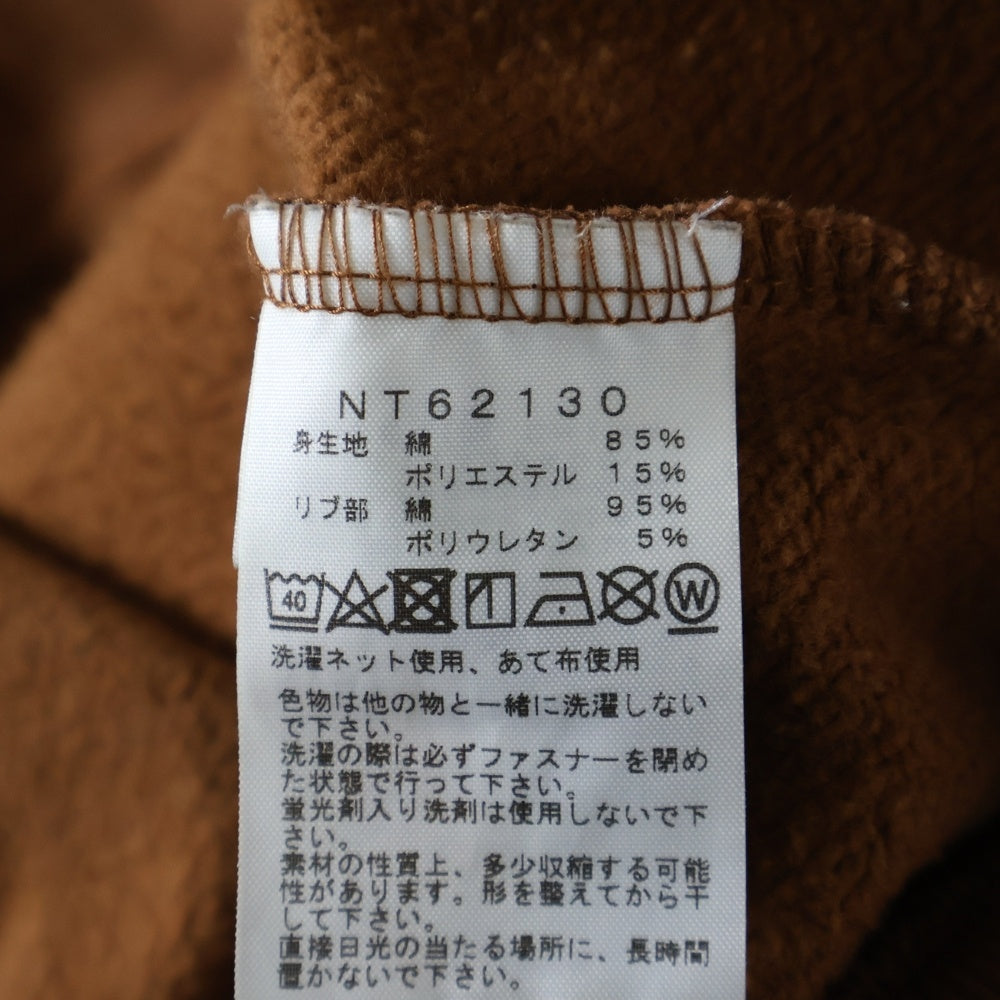 NT62130
身生地 綿 85%
ポリエステル 15%
リブ部 綿 95%
ポリウレタン 5%
40 W
洗濯ネット使用、あて布使用
色物は他の物と一緒に洗濯しない
で下さい。
洗濯の際は必ずファスナーを閉め
た状態で行って下さい。
蛍光剤入り洗剤は使用しないで下
さい。
素材の性質上、多少収縮する可能
性があります。形を整えてから干
して下さい。
直接日光の当たる場所に、長時間
置かないで下さい。